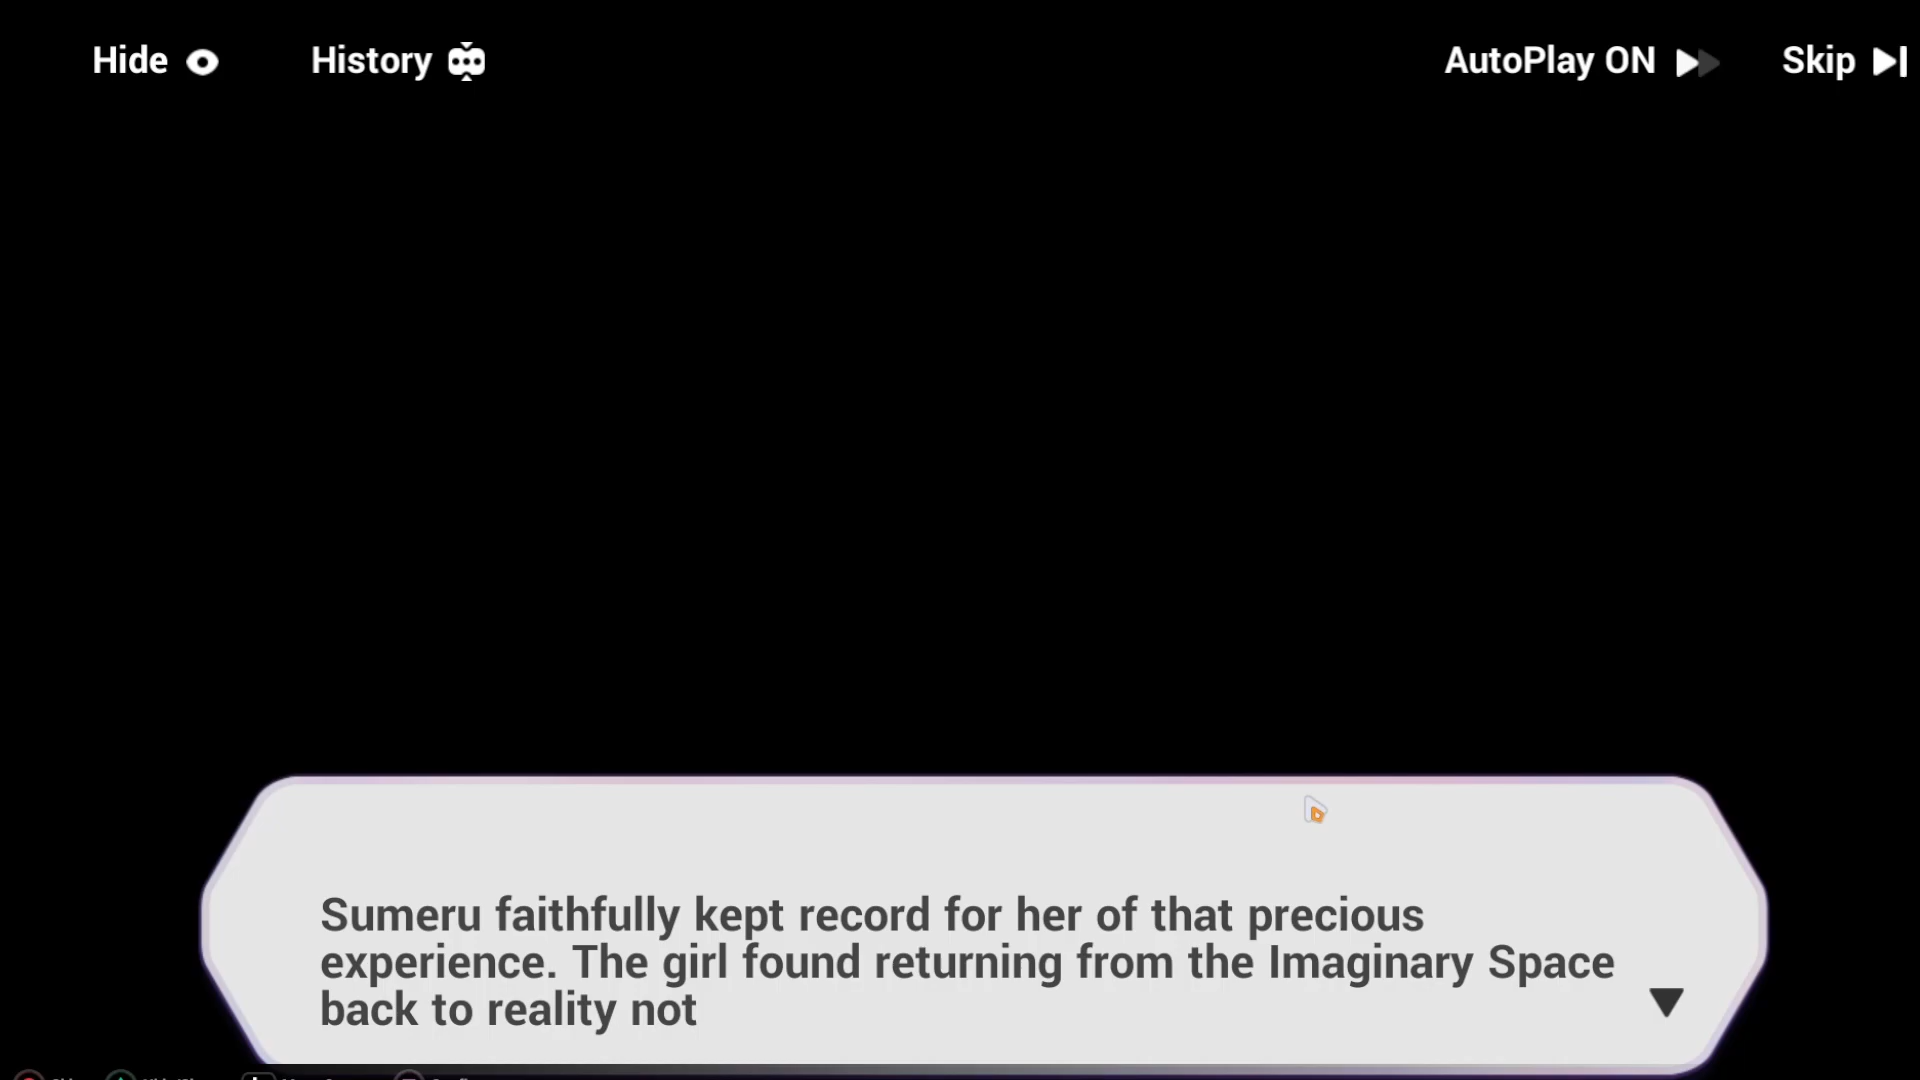 Hide
History
AutoPlay ON
Skip
Sumeru faithfully kept record for her of that precious
experience. The girl found returning from the Imaginary Space
back to reality not